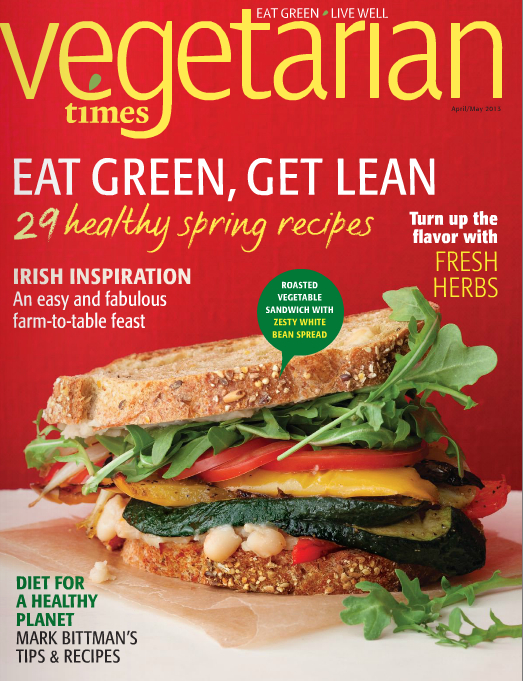 EAT GREEN • LIVE WELL
vegetarian
times
April/May 2015
EAT GREEN, GET LEAN
29 healthy spring recipes
Turn up the
flavor with
FRESH
HERBS
IRISH INSPIRATION
An easy and fabulous
farm-to-table feast
ROASTED
VEGETABLE
SANDWICH WITH
ZESTY WHITE
BEAN SPREAD
DIET FOR
A HEALTHY
PLANET
MARK BITTMAN'S
TIPS & RECIPES